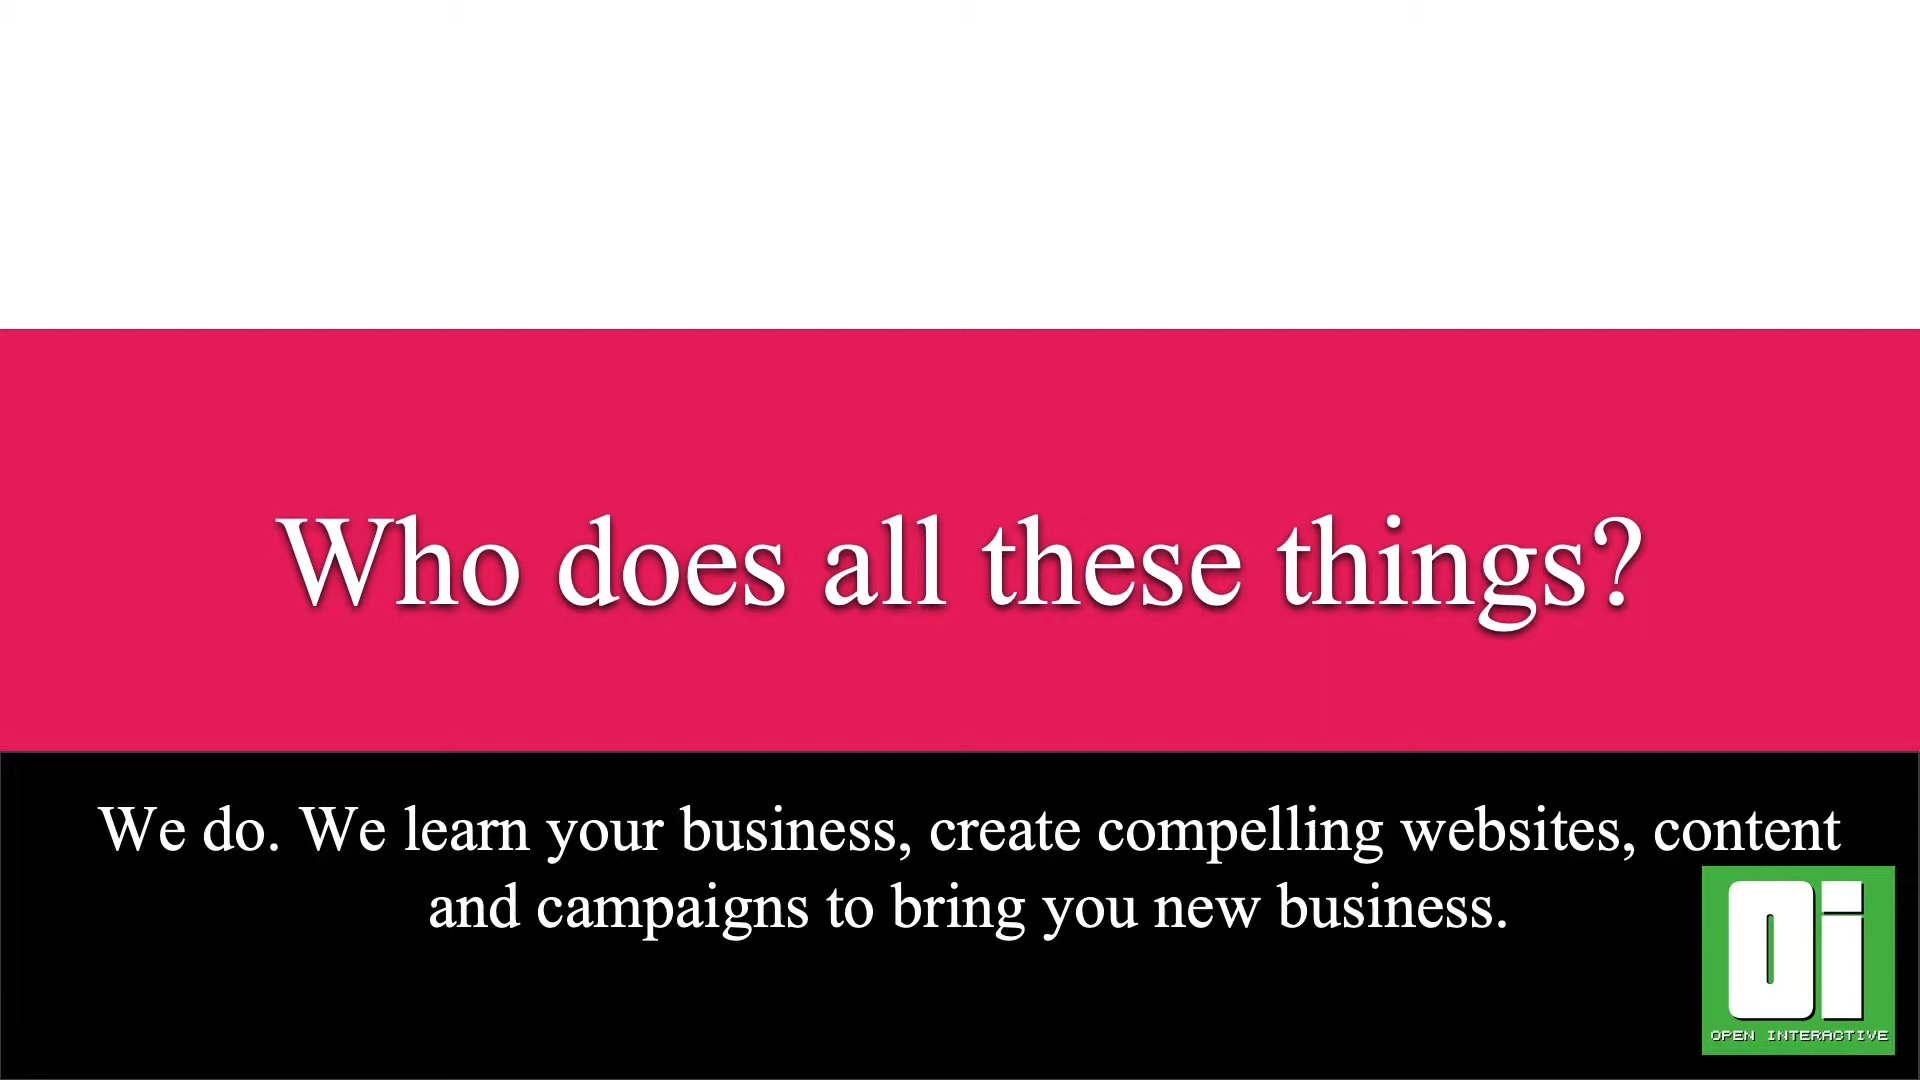 Who does all these things?
We do. We learn your business, create compelling websites, content
and campaigns to bring you new business.
Oi
OPEN INTERACTIVE